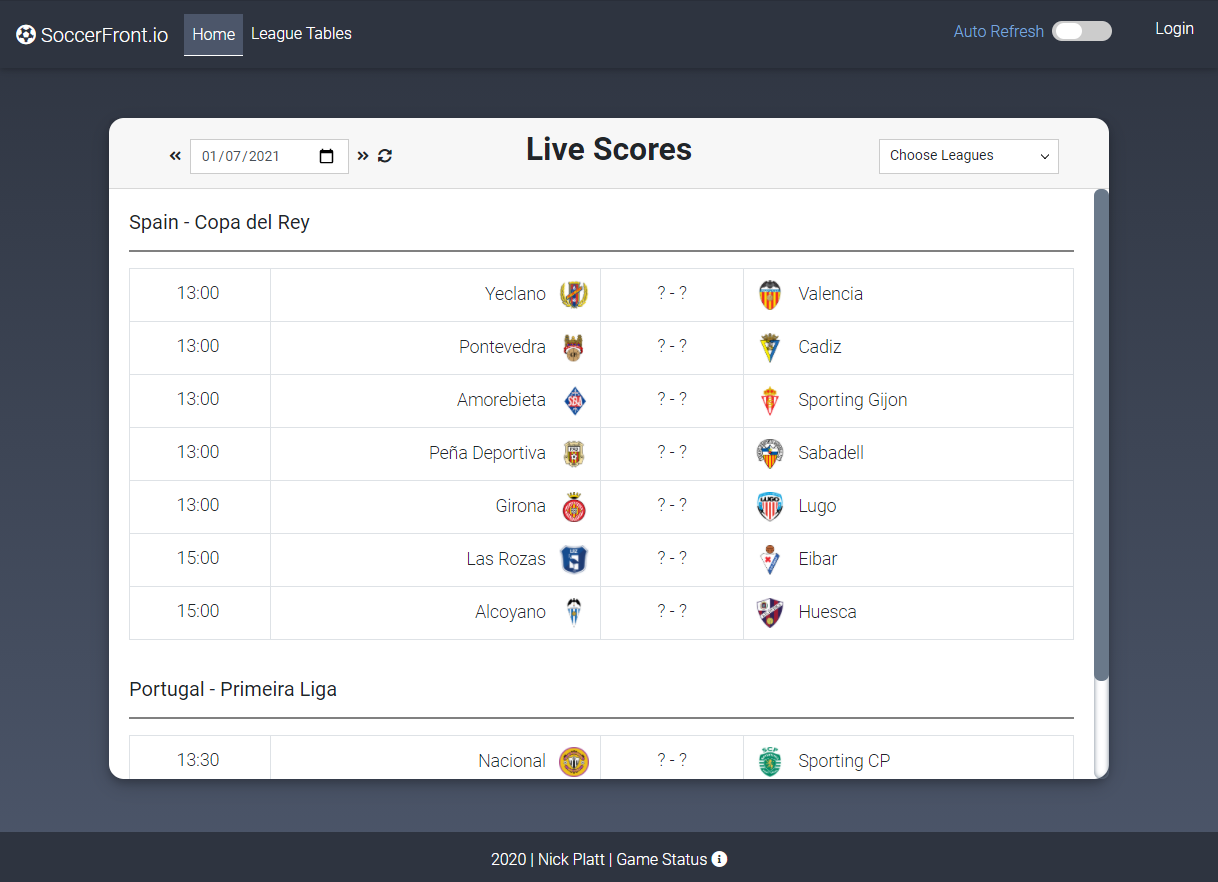 SoccerFront.io Home League Tables Auto Refresh Login
« 01/07/2021 » Live Scores Choose Leagues
Spain - Copa del Rey
13:00 Yeclano ? - ? Valencia
13:00 Pontevedra ? - ? Cadiz
13:00 Amorebieta ? - ? Sporting Gijon
13:00 Peña Deportiva ? - ? Sabadell
13:00 Girona ? - ? Lugo
15:00 Las Rozas ? - ? Eibar
15:00 Alcoyano ? - ? Huesca
Portugal - Primeira Liga
13:30 Nacional ? - ? Sporting CP
2020 | Nick Platt | Game Status